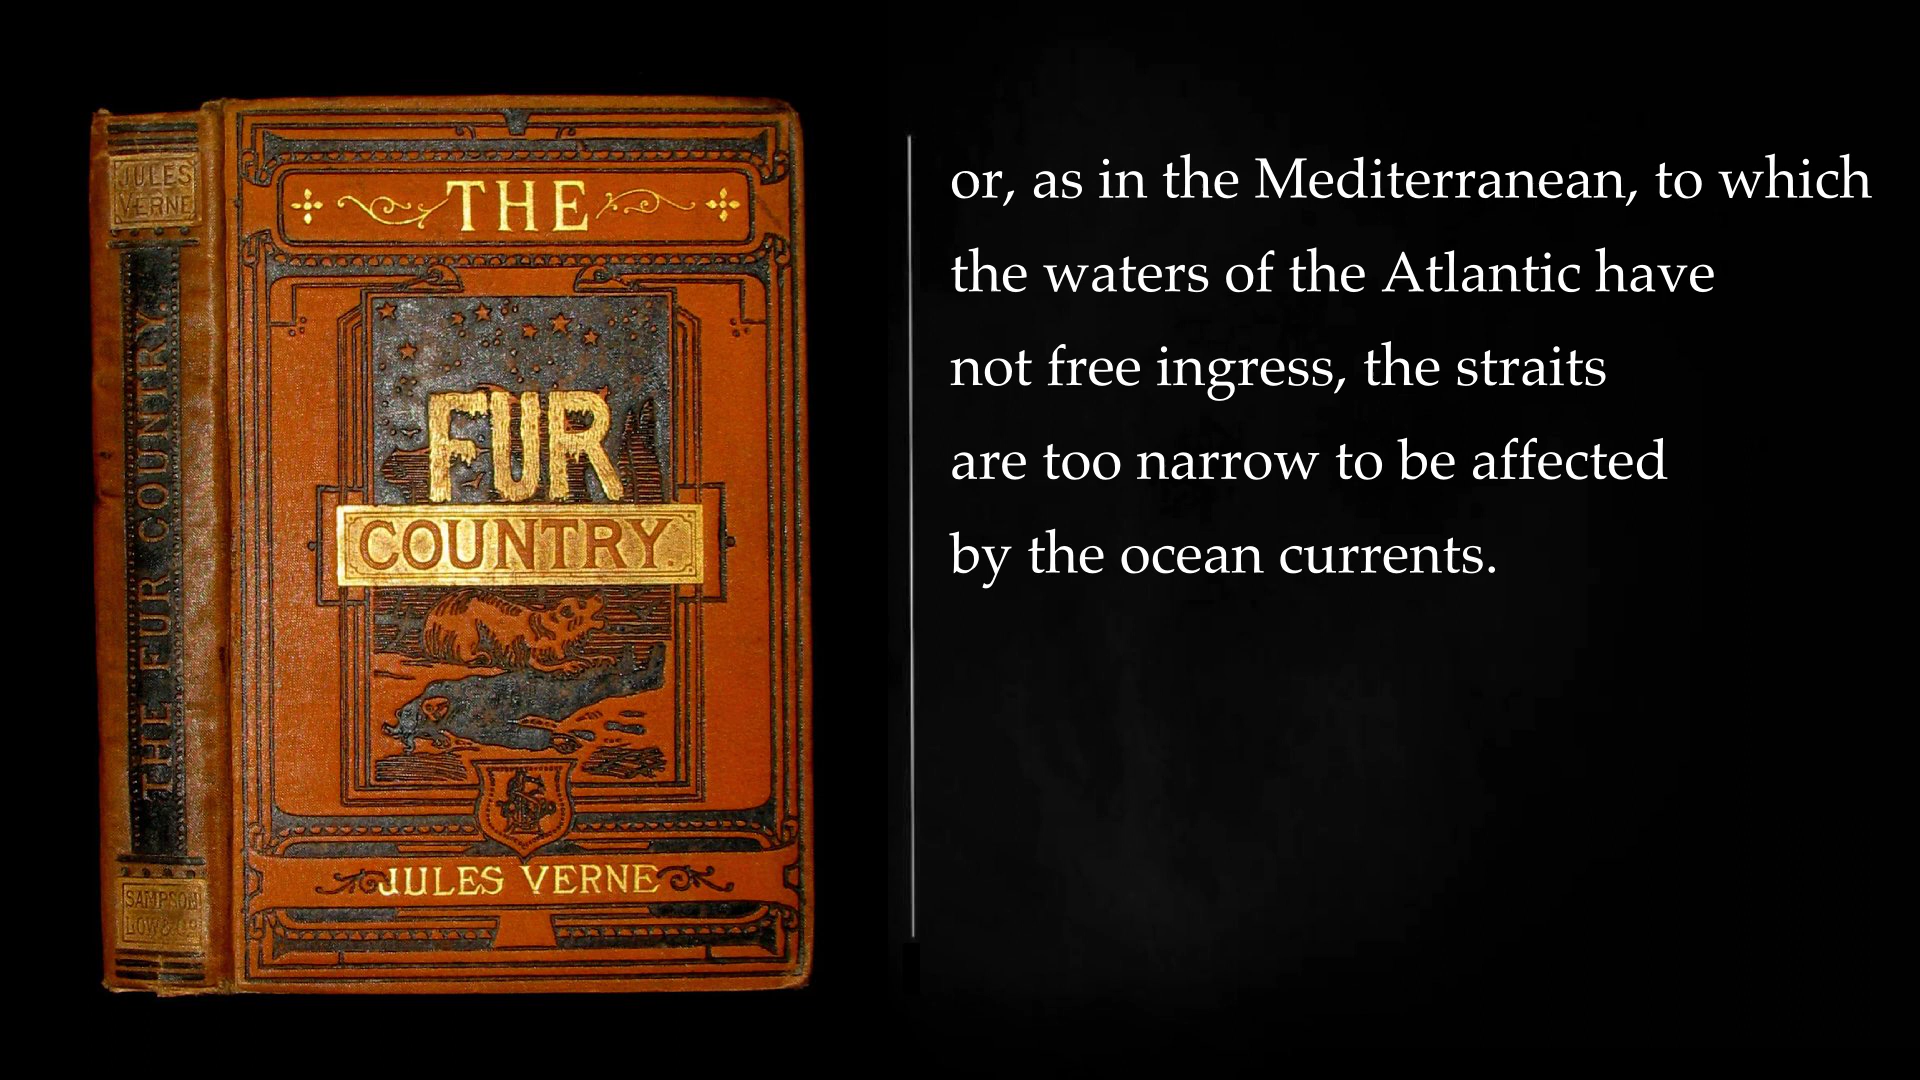 JULES
VERNE
THE FUR COUNTRY.
SAMPSON
LOW & Co
THE
FUR
COUNTRY.
JULES VERNE
or, as in the Mediterranean, to which
the waters of the Atlantic have
not free ingress, the straits
are too narrow to be affected
by the ocean currents.